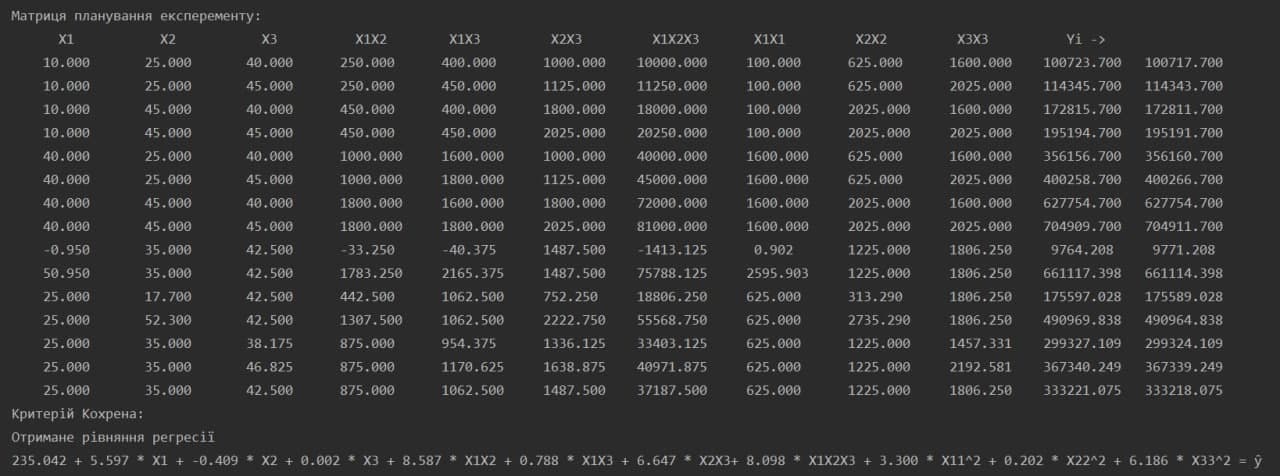 Матриця планування експеременту:
X1 X2 X3 X1X2 X1X3 X2X3 X1X2X3 X1X1 X2X2 X3X3 Yi ->
10.000 25.000 40.000 250.000 400.000 1000.000 10000.000 100.000 625.000 1600.000 100723.700 100717.700
10.000 25.000 45.000 250.000 450.000 1125.000 11250.000 100.000 625.000 2025.000 114345.700 114343.700
10.000 45.000 40.000 450.000 400.000 1800.000 18000.000 100.000 2025.000 1600.000 172815.700 172811.700
10.000 45.000 45.000 450.000 450.000 2025.000 20250.000 100.000 2025.000 2025.000 195194.700 195191.700
40.000 25.000 40.000 1000.000 1600.000 1000.000 40000.000 1600.000 625.000 1600.000 356156.700 356160.700
40.000 25.000 45.000 1000.000 1800.000 1125.000 45000.000 1600.000 625.000 2025.000 400258.700 400266.700
40.000 45.000 40.000 1800.000 1600.000 1800.000 72000.000 1600.000 2025.000 1600.000 627754.700 627754.700
40.000 45.000 45.000 1800.000 1800.000 2025.000 81000.000 1600.000 2025.000 2025.000 704909.700 704911.700
-0.950 35.000 42.500 -33.250 -40.375 1487.500 -1413.125 0.902 1225.000 1806.250 9764.208 9771.208
50.950 35.000 42.500 1783.250 2165.375 1487.500 75788.125 2595.903 1225.000 1806.250 661117.398 661114.398
25.000 17.700 42.500 442.500 1062.500 752.250 18806.250 625.000 313.290 1806.250 175597.028 175589.028
25.000 52.300 42.500 1307.500 1062.500 2222.750 55568.750 625.000 2735.290 1806.250 490969.838 490964.838
25.000 35.000 38.175 875.000 954.375 1336.125 33403.125 625.000 1225.000 1457.331 299327.109 299324.109
25.000 35.000 46.825 875.000 1170.625 1638.875 40971.875 625.000 1225.000 2192.581 367340.249 367339.249
25.000 35.000 42.500 875.000 1062.500 1487.500 37187.500 625.000 1225.000 1806.250 333221.075 333218.075
Критерій Кохрена:
Отримане рівняння регресії
235.042 + 5.597 * X1 + -0.409 * X2 + 0.002 * X3 + 8.587 * X1X2 + 0.788 * X1X3 + 6.647 * X2X3+ 8.098 * X1X2X3 + 3.300 * X11^2 + 0.202 * X22^2 + 6.186 * X33^2 = ŷ